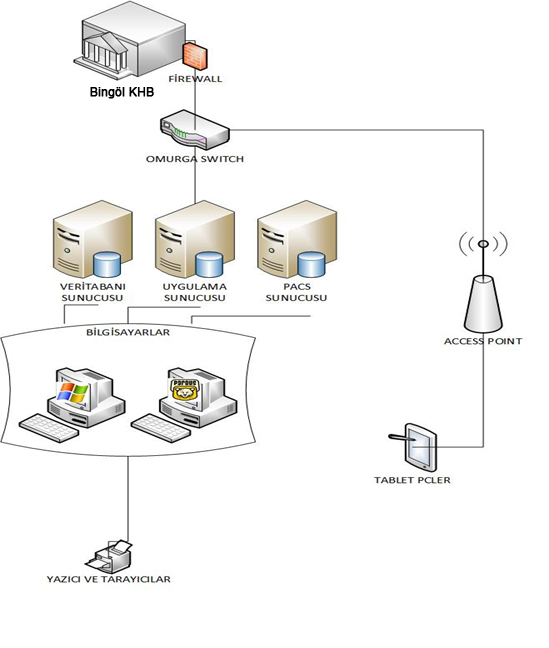 FİREWALL
Bingöl KHB
OMURGA SWITCH
VERİTABANI
SUNUCUSU
UYGULAMA
SUNUCUSU
PACS
SUNUCUSU
BİLGİSAYARLAR
ACCESS POINT
PARDUS
TABLET PCLER
YAZICI VE TARAYICILAR